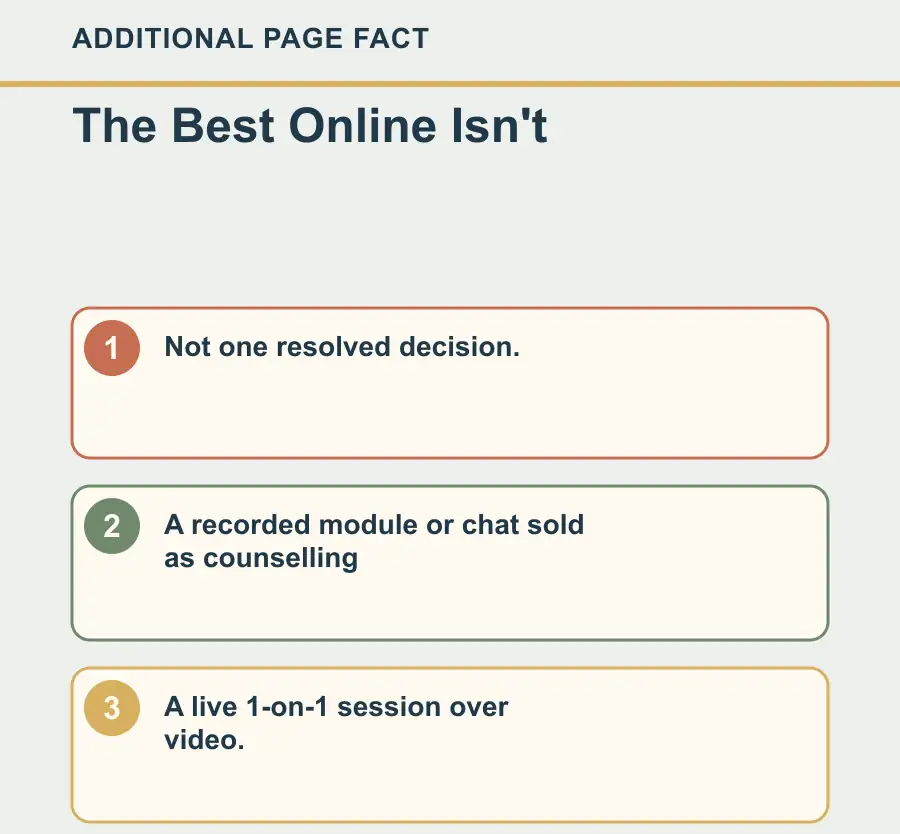 ADDITIONAL PAGE FACT
The Best Online Isn't
1
Not one resolved decision.
2
A recorded module or chat sold
as counselling
3
A live 1-on-1 session over
video.